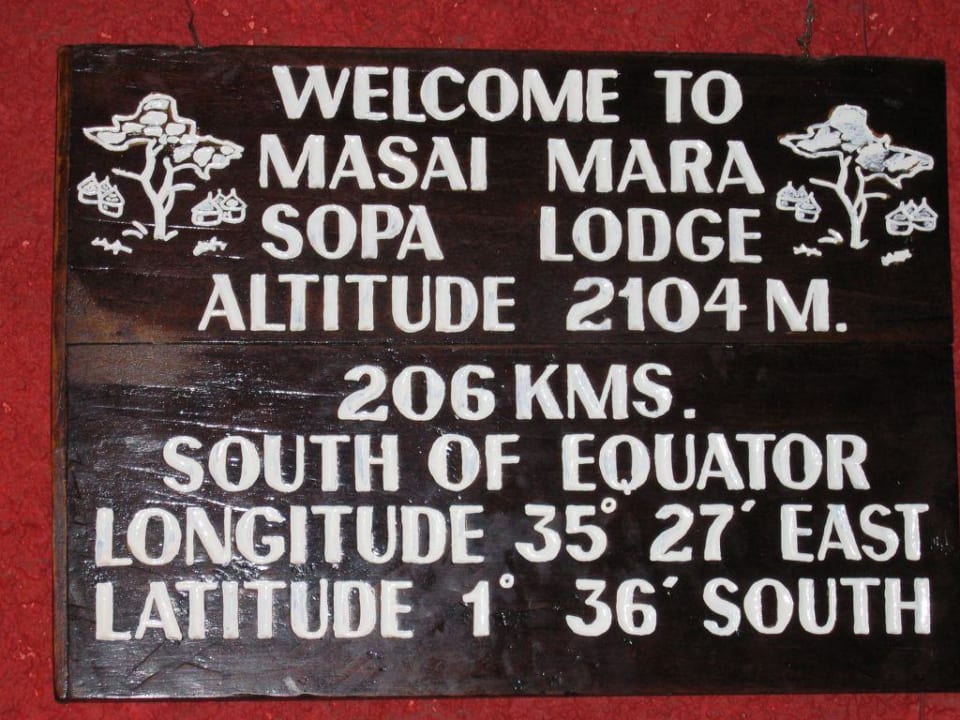 WELCOME TO
MASAI MARA
SOPA LODGE
ALTITUDE 2104 M.
206 KMS.
SOUTH OF EQUATOR
LONGITUDE 35° 27´ EAST
LATITUDE 1° 36´ SOUTH